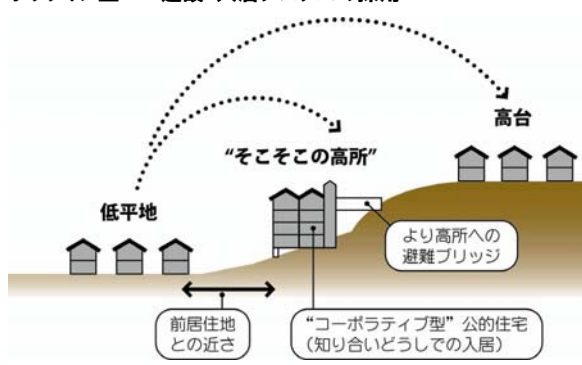 高台
“そこそこの高所”
低平地
より高所への
避難ブリッジ
前居住地
との近さ
“コーポラティブ型”公的住宅
（知り合いどうしでの入居）